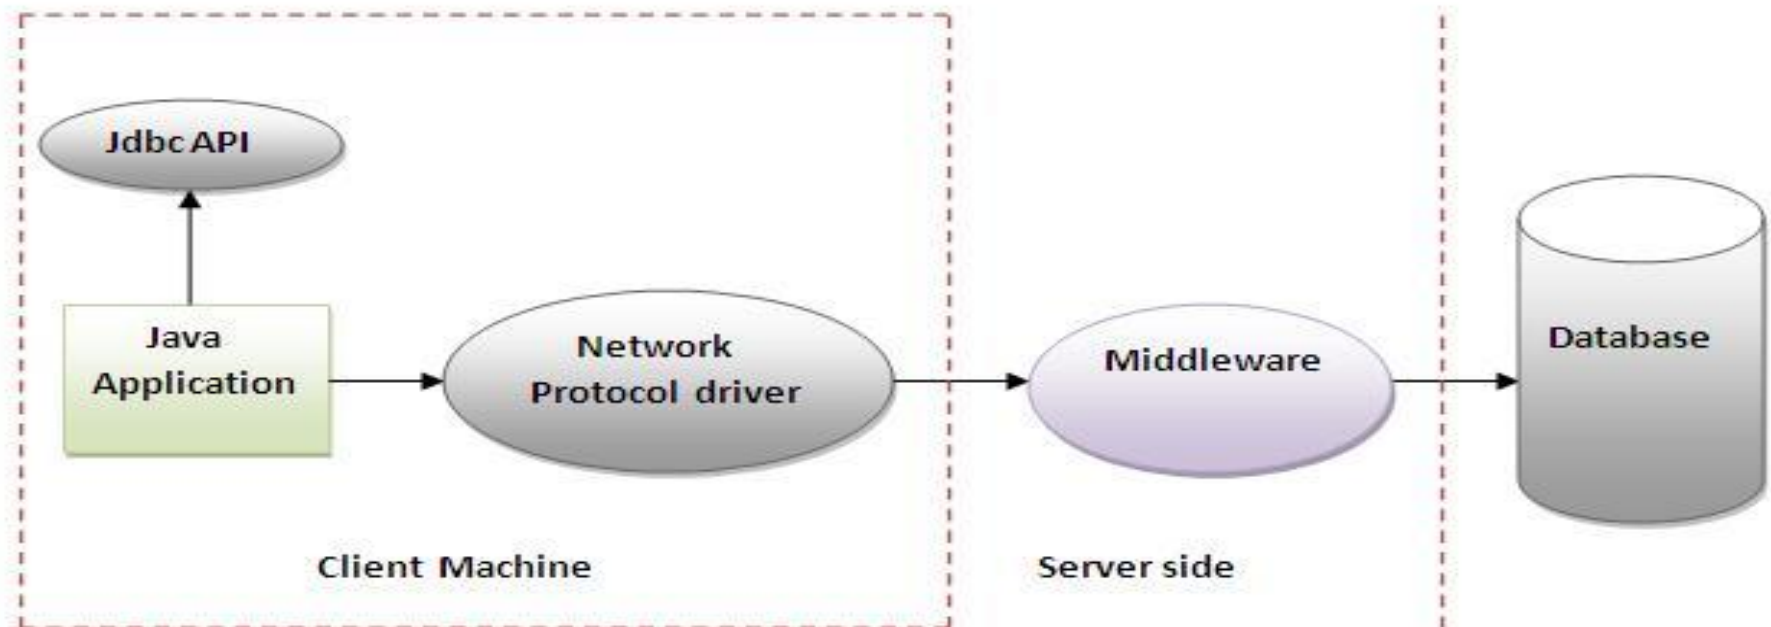 Jdbc API
Java
Application
Network
Protocol driver
Middleware
Database
Client Machine
Server side